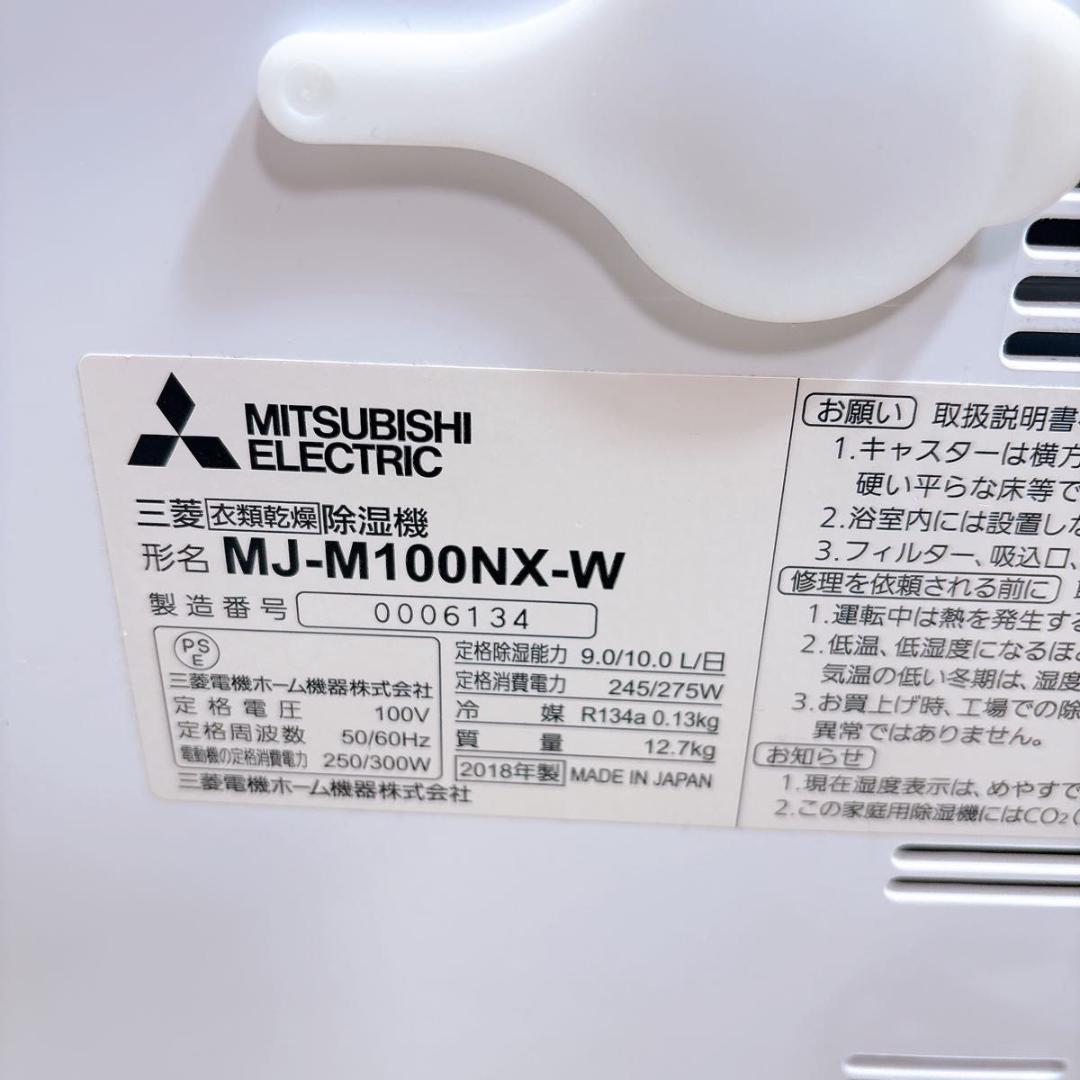 MITSUBISHI
ELECTRIC
三菱 衣類乾燥 除湿機
形名 MJ-M100NX-W
製造番号 0006134
PS
E
三菱電機ホーム機器株式会社
定格電圧 100V
定格周波数 50/60Hz
電動機の定格消費電力 250/300W
定格除湿能力 9.0/10.0 L/日
定格消費電力 245/275W
冷媒 R134a 0.13kg
質量 12.7kg
2018年製 MADE IN JAPAN
三菱電機ホーム機器株式会社
お願い 取扱説明書
1.キャスターは横方
硬い平らな床等で
2.浴室内には設置しな
3.フィルター、吸込口、
修理を依頼される前に
1.運転中は熱を発生する
2.低温、低湿度になるほど
気温の低い冬期は、湿度
3.お買上げ時、工場での除
異常ではありません。
お知らせ
1.現在湿度表示は、めやすで
2.この家庭用除湿機にはCO2